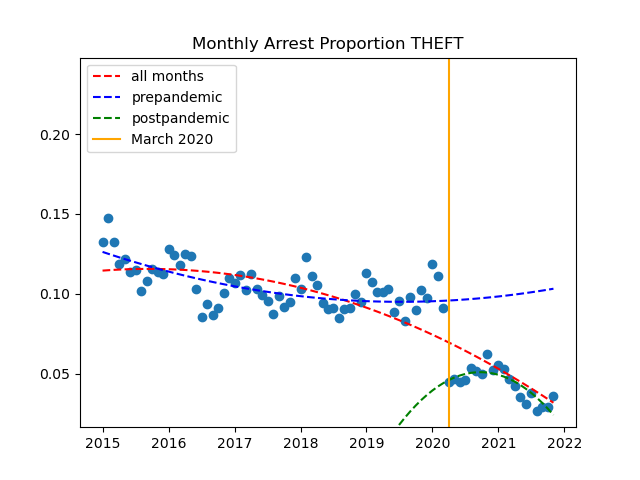 Monthly Arrest Proportion THEFT
all months
prepandemic
postpandemic
March 2020
0.20
0.15
0.10
0.05
2015 2016 2017 2018 2019 2020 2021 2022